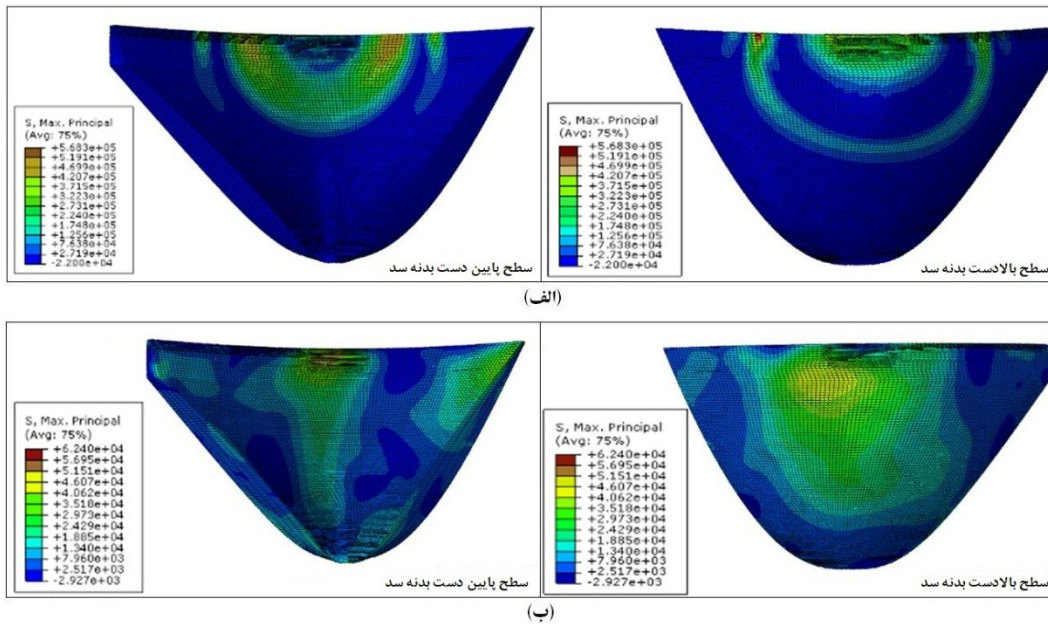 S, Max. Principal
(Avg: 75%)
+5.683e+05
+5.191e+05
+4.699e+05
+4.207e+05
+3.715e+05
+3.223e+05
+2.731e+05
+2.240e+05
+1.748e+05
+1.256e+05
+7.638e+04
+2.719e+04
-2.200e+04
سطح پایین دست بدنه سد
S, Max. Principal
(Avg: 75%)
+5.683e+05
+5.191e+05
+4.699e+05
+4.207e+05
+3.715e+05
+3.223e+05
+2.731e+05
+2.240e+05
+1.748e+05
+1.256e+05
+7.638e+04
+2.719e+04
-2.200e+04
سطح بالادست بدنه سد
(الف)
S, Max. Principal
(Avg: 75%)
+6.240e+04
+5.695e+04
+5.151e+04
+4.607e+04
+4.062e+04
+3.518e+04
+2.973e+04
+2.429e+04
+1.885e+04
+1.340e+04
+7.960e+03
+2.517e+03
-2.927e+03
سطح پایین دست بدنه سد
S, Max. Principal
(Avg: 75%)
+6.240e+04
+5.695e+04
+5.151e+04
+4.607e+04
+4.062e+04
+3.518e+04
+2.973e+04
+2.429e+04
+1.885e+04
+1.340e+04
+7.960e+03
+2.517e+03
-2.927e+03
سطح بالادست بدنه سد
(ب)